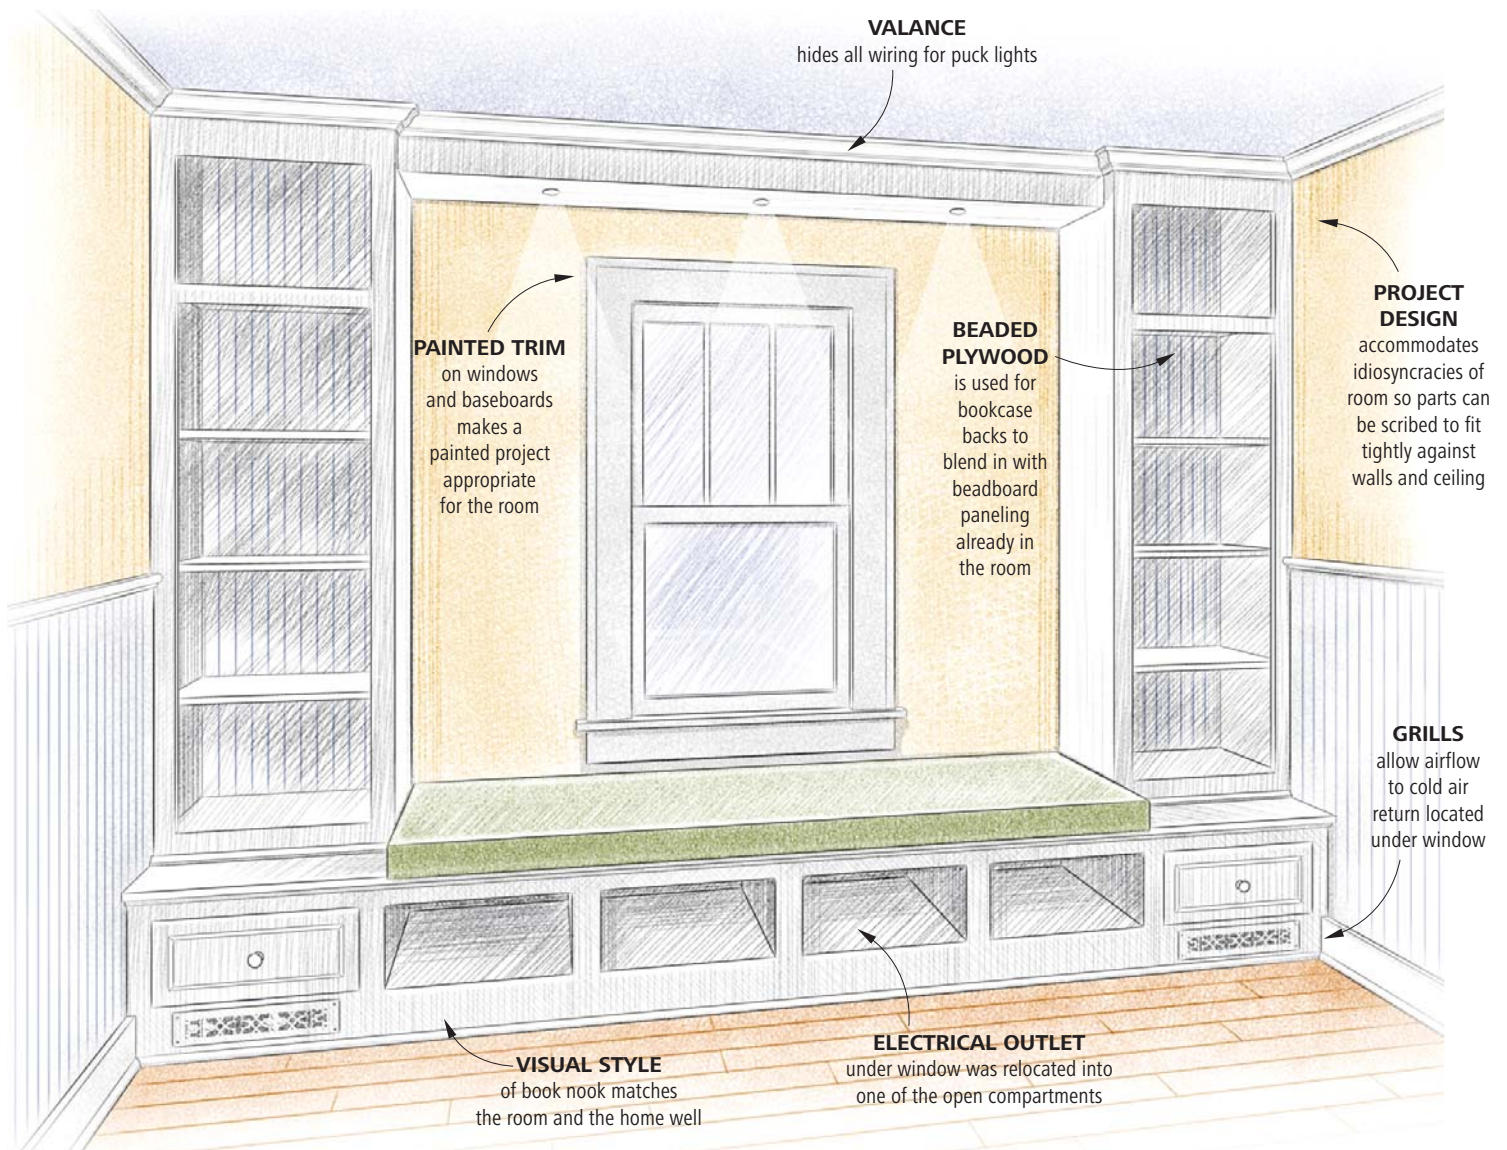 VALANCE
hides all wiring for puck lights
PAINTED TRIM
on windows
and baseboards
makes a
painted project
appropriate
for the room
BEADED
PLYWOOD
is used for
bookcase
backs to
blend in with
beadboard
paneling
already in
the room
PROJECT
DESIGN
accommodates
idiosyncracies of
room so parts can
be scribed to fit
tightly against
walls and ceiling
GRILLS
allow airflow
to cold air
return located
under window
VISUAL STYLE
of book nook matches
the room and the home well
ELECTRICAL OUTLET
under window was relocated into
one of the open compartments